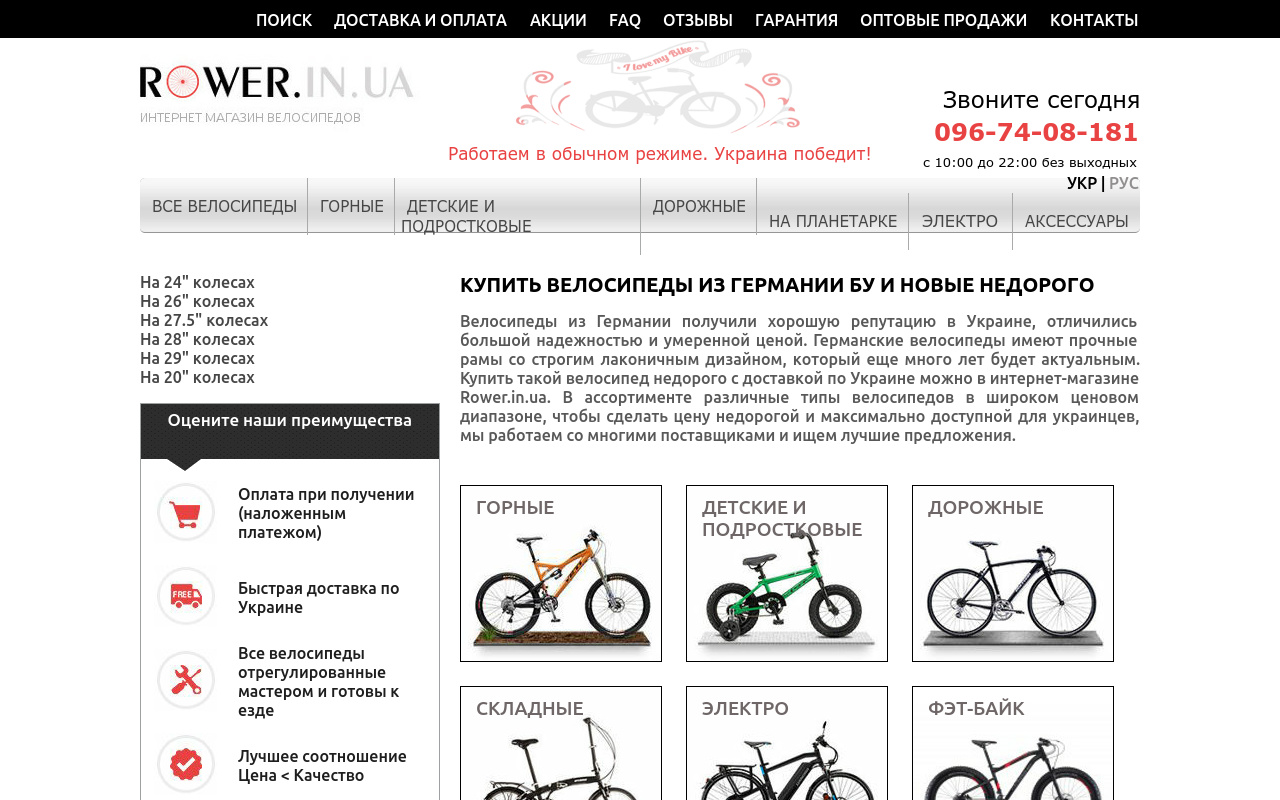 ПОИСК ДОСТАВКА И ОПЛАТА АКЦИИ FAQ ОТЗЫВЫ ГАРАНТИЯ ОПТОВЫЕ ПРОДАЖИ КОНТАКТЫ
I love my Bike
ROWER.IN.UA
ИНТЕРНЕТ МАГАЗИН ВЕЛОСИПЕДОВ
Работаем в обычном режиме. Украина победит!
Звоните сегодня
096-74-08-181
с 10:00 до 22:00 без выходных
УКР | РУС
ВСЕ ВЕЛОСИПЕДЫ
ГОРНЫЕ
ДЕТСКИЕ И
ПОДРОСТКОВЫЕ
ДОРОЖНЫЕ
НА ПЛАНЕТАРКЕ
ЭЛЕКТРО
АКСЕССУАРЫ
На 24" колесах
На 26" колесах
На 27.5" колесах
На 28" колесах
На 29" колесах
На 20" колесах
Оцените наши преимущества
Оплата при получении
(наложенным
платежом)
FREE
Быстрая доставка по
Украине
Все велосипеды
отрегулированные
мастером и готовы к
езде
Лучшее соотношение
Цена < Качество
КУПИТЬ ВЕЛОСИПЕДЫ ИЗ ГЕРМАНИИ БУ И НОВЫЕ НЕДОРОГО
Велосипеды из Германии получили хорошую репутацию в Украине, отличились
большой надежностью и умеренной ценой. Германские велосипеды имеют прочные
рамы со строгим лаконичным дизайном, который еще много лет будет актуальным.
Купить такой велосипед недорого с доставкой по Украине можно в интернет-магазине
Rower.in.ua. В ассортименте различные типы велосипедов в широком ценовом
диапазоне, чтобы сделать цену недорогой и максимально доступной для украинцев,
мы работаем со многими поставщиками и ищем лучшие предложения.
ГОРНЫЕ
ДЕТСКИЕ И
ПОДРОСТКОВЫЕ
ДОРОЖНЫЕ
СКЛАДНЫЕ
ЭЛЕКТРО
ФЭТ-БАЙК